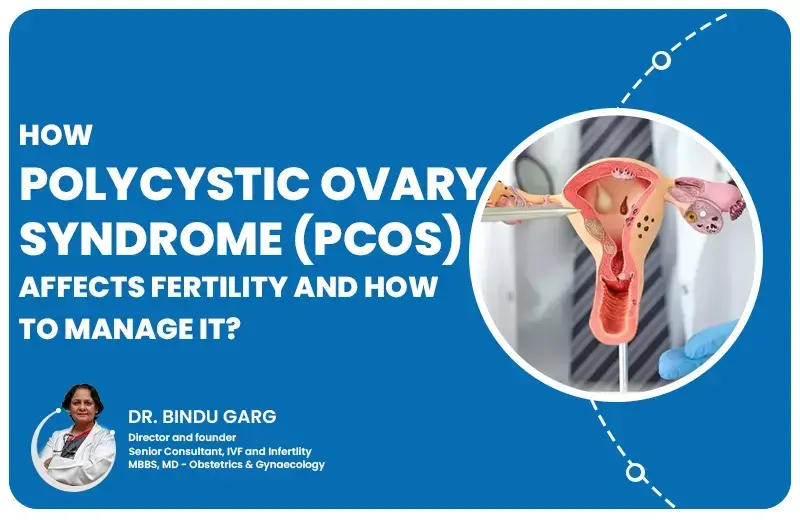 HOW
POLYCYSTIC OVARY
SYNDROME (PCOS)
AFFECTS FERTILITY AND HOW
TO MANAGE IT?
DR. BINDU GARG
Director and founder
Senior Consultant, IVF and Infertility
MBBS, MD - Obstetrics & Gynaecology